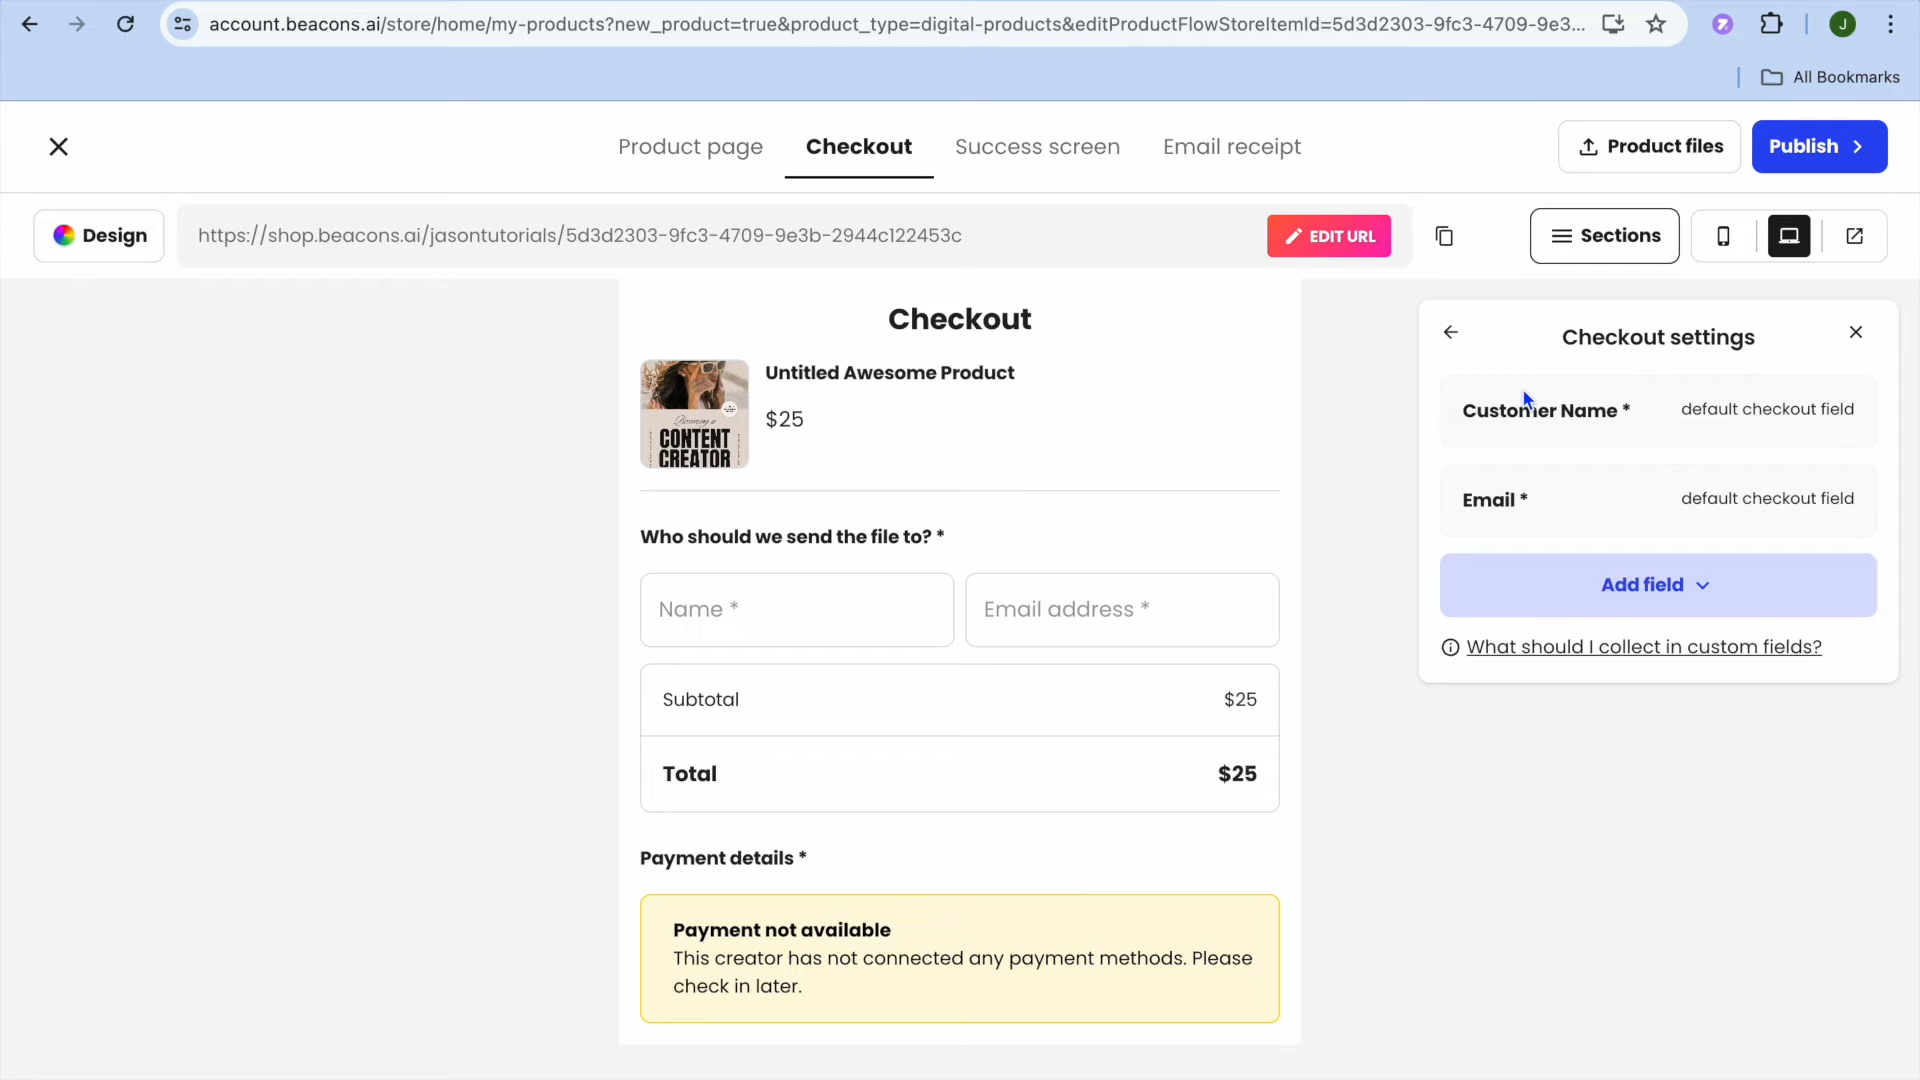 account.beacons.ai/store/home/my-products?new_product=true&product_type=digital-products&editProductFlowStoreItemId=5d3d2303-9fc3-4709-9e3...
J
All Bookmarks
Product page
Checkout
Success screen
Email receipt
Product files
Publish
Design
https://shop.beacons.ai/jasontutorials/5d3d2303-9fc3-4709-9e3b-2944c122453c
EDIT URL
Sections
Checkout
Untitled Awesome Product
$25
Becoming a
CONTENT
CREATOR
Who should we send the file to? *
Name *
Email address *
Subtotal
$25
Total
$25
Payment details *
Payment not available
This creator has not connected any payment methods. Please
check in later.
Checkout settings
Customer Name *
default checkout field
Email *
default checkout field
Add field
What should I collect in custom fields?